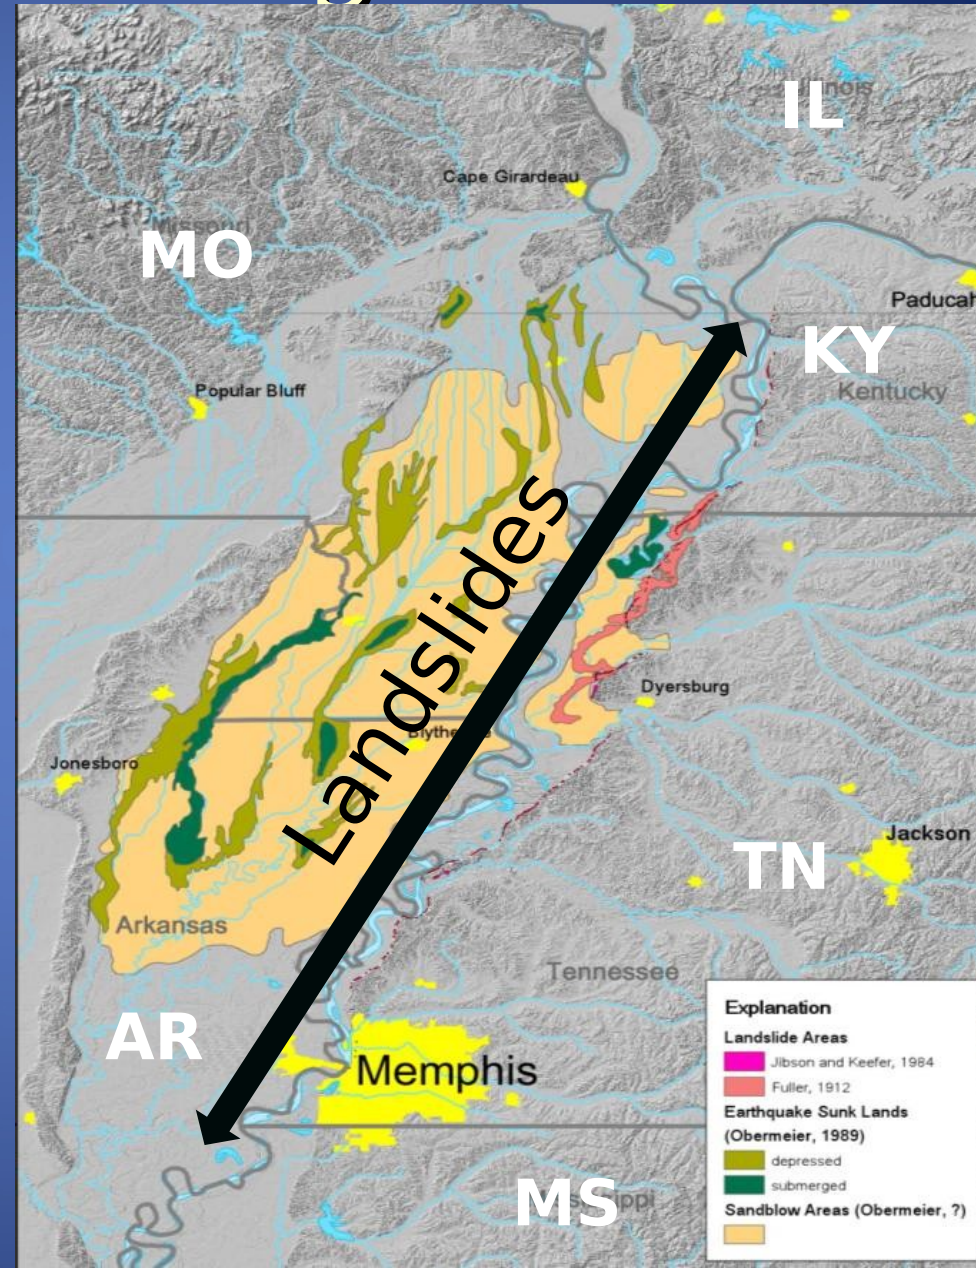 IL
Cape Girardeau
MO
Paducah
KY
Kentucky
Popular Bluff
Landslides
Dyersburg
Jonesboro
Jackson
TN
Arkansas
Tennessee
AR
Memphis
MS
Explanation
Landslide Areas
Jibson and Keefer, 1984
Fuller, 1912
Earthquake Sunk Lands
(Obermeier, 1989)
depressed
submerged
Sandblow Areas (Obermeier, ?)